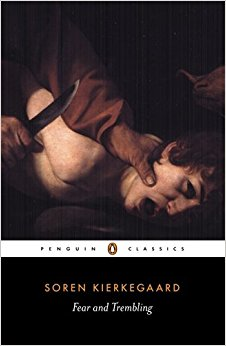 PENGUIN CLASSICS
SOREN KIERKEGAARD
Fear and Trembling